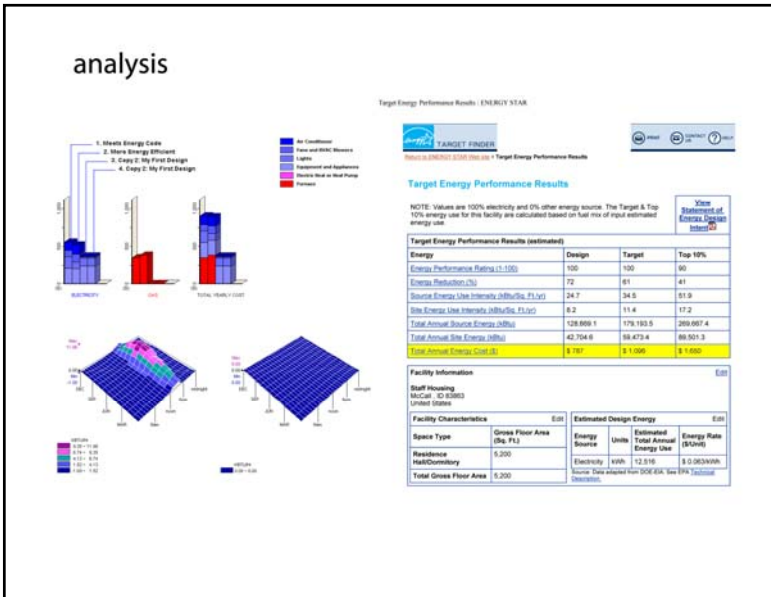 analysis
Target Energy Performance Results : ENERGY STAR
1. Meets Energy Code
2. More Energy Efficient
3. Copy 2: My First Design
4. Copy 2: My First Design
Air Conditioner
Fans and HVAC Blowers
Lights
Equipment and Appliances
Electric Heat or Heat Pump
Furnace
ELECTRICITY
GAS
TOTAL YEARLY COST
TARGET FINDER
PRINT
CONTACT US
HELP
Return to ENERGY STAR Web site > Target Energy Performance Results
Target Energy Performance Results
NOTE: Values are 100% electricity and 0% other energy source. The Target & Top
10% energy use for this facility are calculated based on fuel mix of input estimated
energy use.
View
Statement of
Energy Design
Intent
Target Energy Performance Results (estimated)
Energy Design Target Top 10%
Energy Performance Rating (1-100) 100 100 90
Energy Reduction (%) 72 61 41
Source Energy Use Intensity (kBtu/Sq. Ft./yr) 24.7 34.5 51.9
Site Energy Use Intensity (kBtu/Sq. Ft./yr) 8.2 11.4 17.2
Total Annual Source Energy (kBtu) 128,669.1 179,193.5 269,667.4
Total Annual Site Energy (kBtu) 42,704.6 59,473.4 89,501.3
Total Annual Energy Cost ($) $ 787 $ 1,096 $ 1,650
Facility Information Edit
Staff Housing
McCall , ID 83863
United States
Facility Characteristics Edit
Space Type Gross Floor Area (Sq. Ft.)
Residence Hall/Dormitory 5,200
Total Gross Floor Area 5,200
Estimated Design Energy Edit
Energy Source Units Estimated Total Annual Energy Use Energy Rate ($/Unit)
Electricity kWh 12,516 $ 0.063/kWh
Source: Data adapted from DOE-EIA. See EPA Technical
Description.